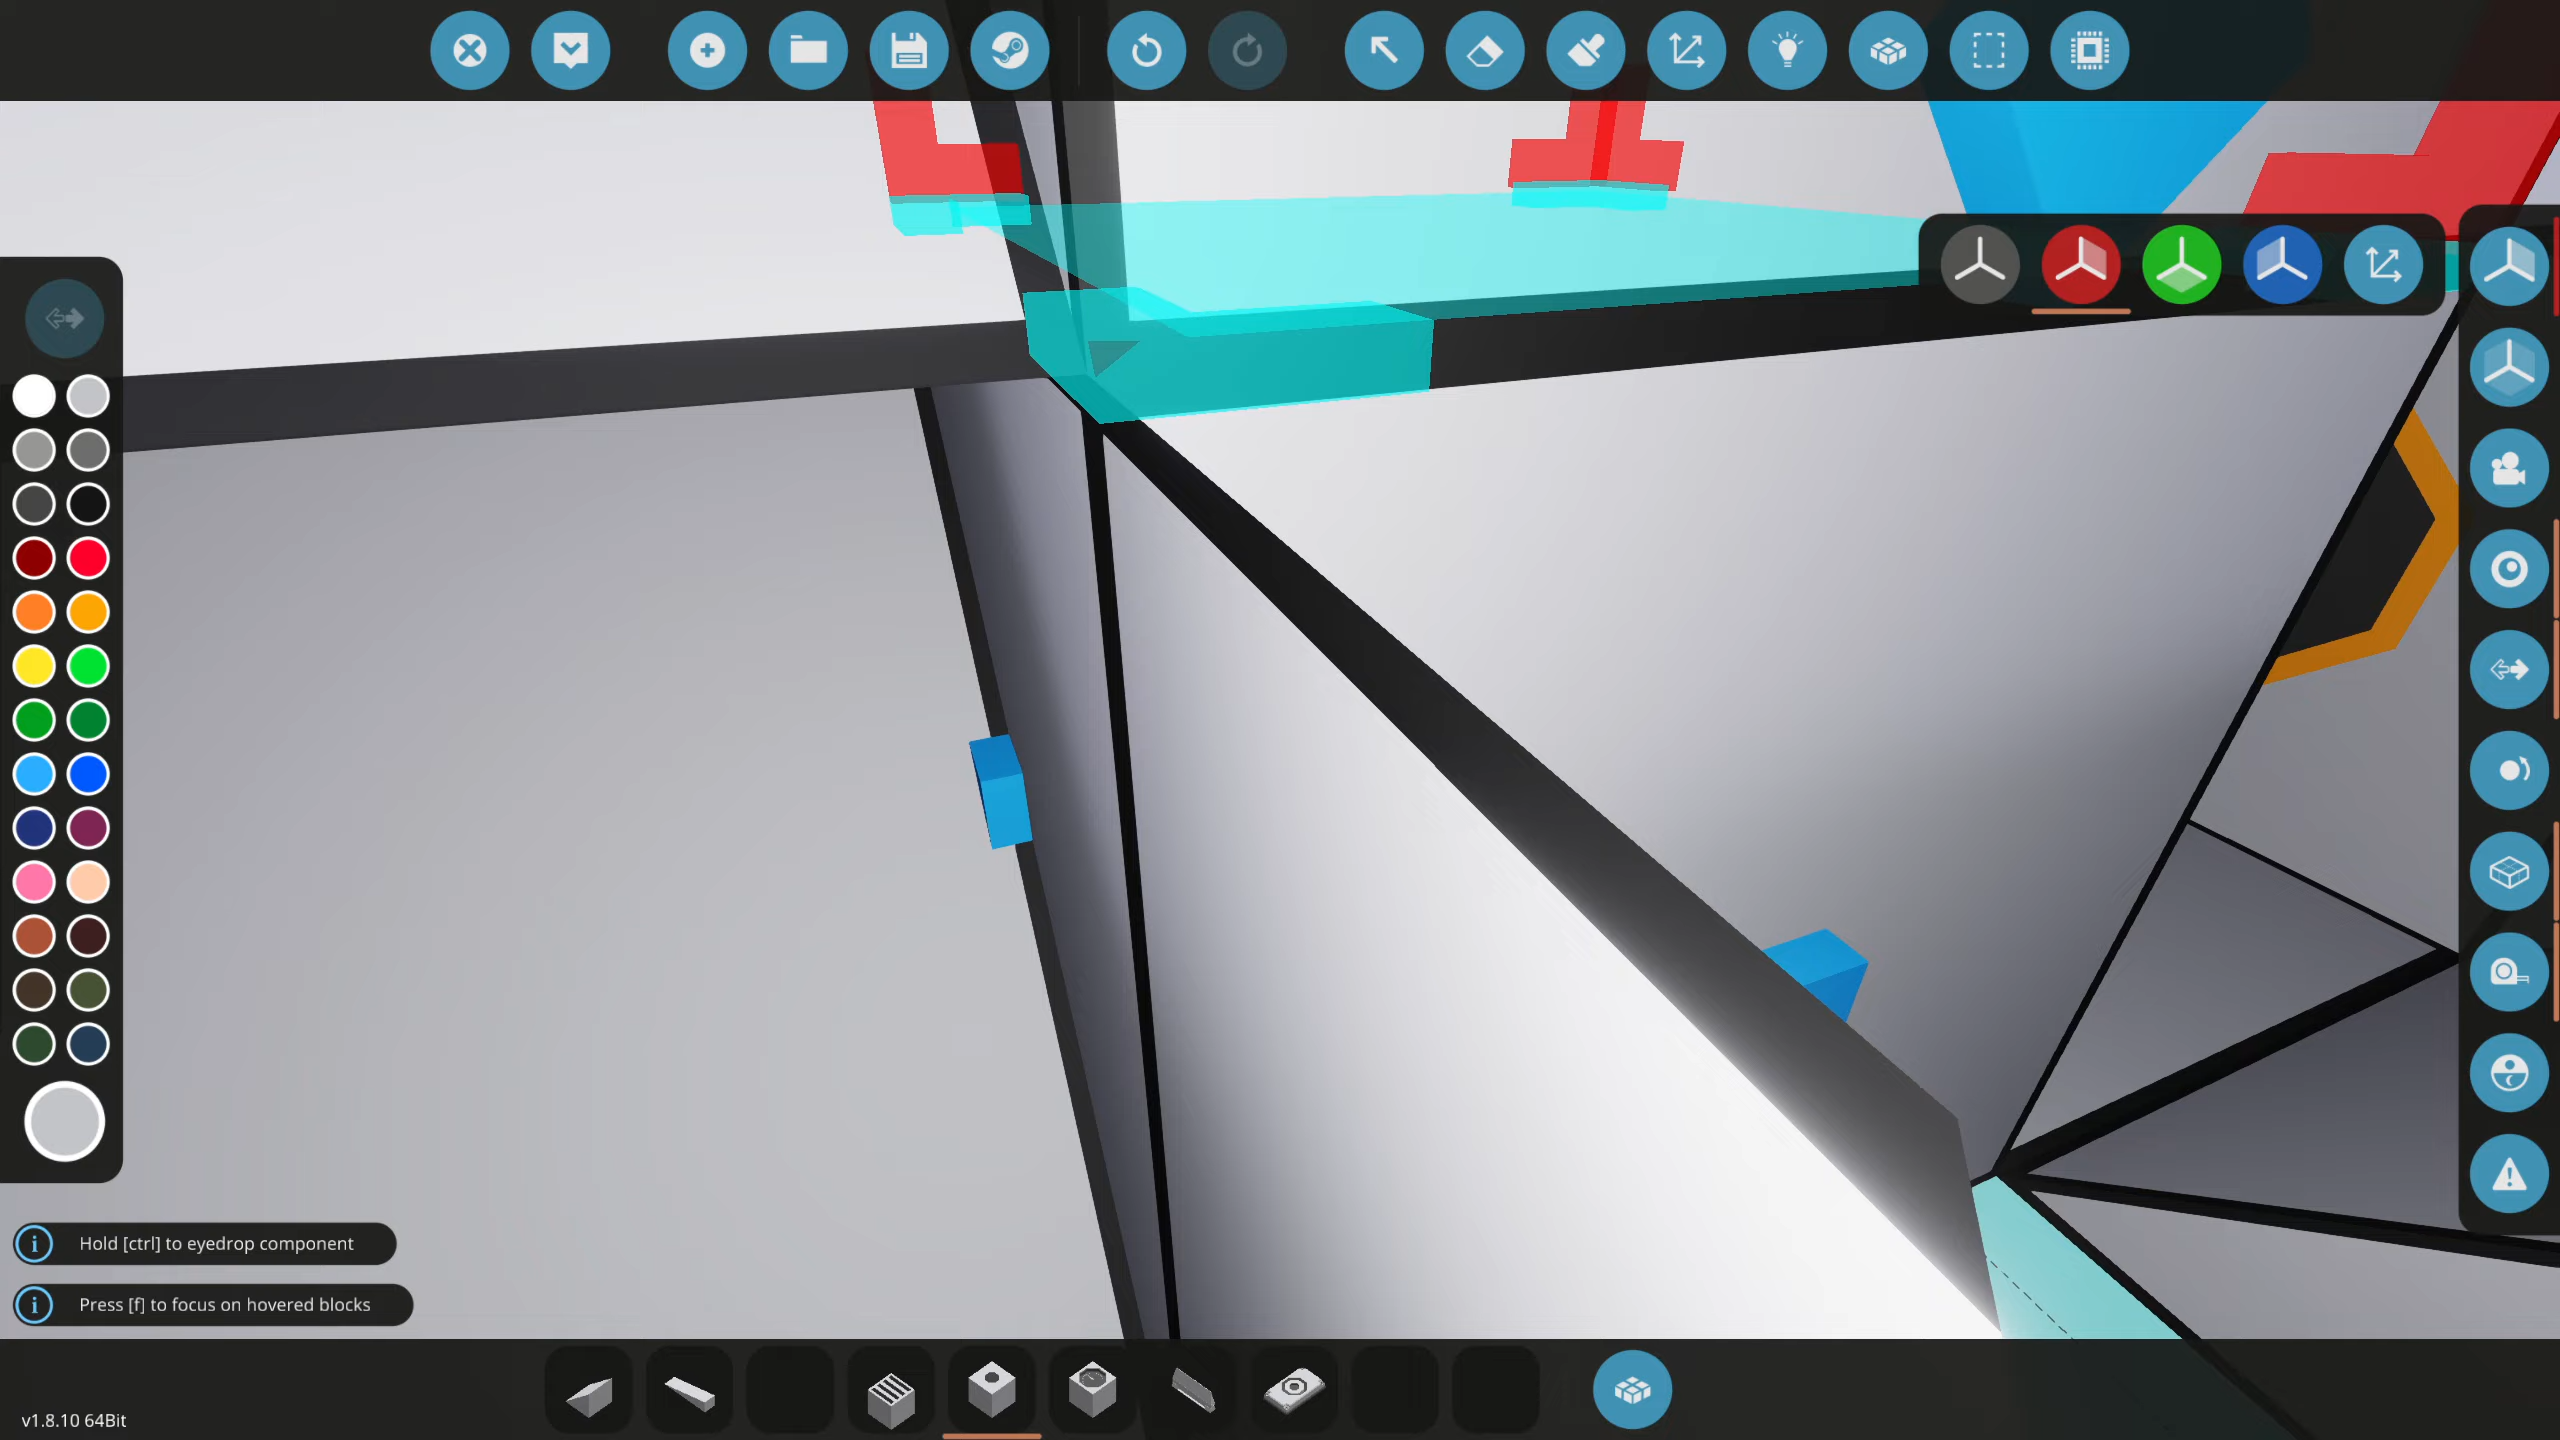 Hold [ctrl] to eyedrop component
Press [f] to focus on hovered blocks
v1.8.10 64Bit